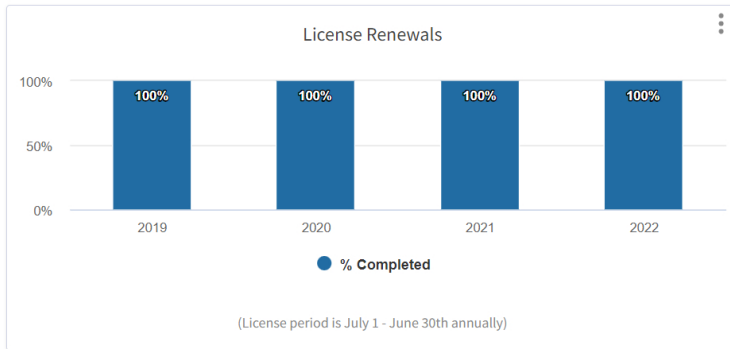 License Renewals
100%
50%
0%
100% 100% 100% 100%
2019 2020 2021 2022
% Completed
(License period is July 1 - June 30th annually)